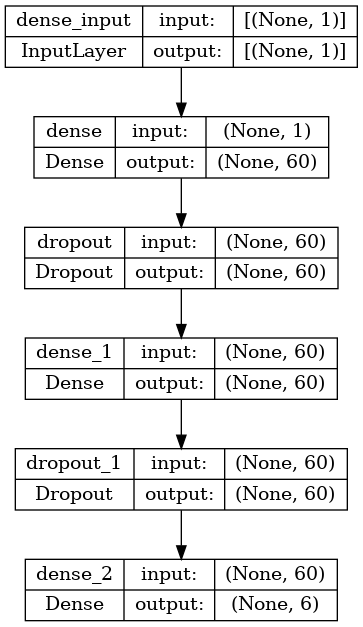 dense_input input: [(None, 1)]
InputLayer output: [(None, 1)]
dense input: (None, 1)
Dense output: (None, 60)
dropout input: (None, 60)
Dropout output: (None, 60)
dense_1 input: (None, 60)
Dense output: (None, 60)
dropout_1 input: (None, 60)
Dropout output: (None, 60)
dense_2 input: (None, 60)
Dense output: (None, 6)